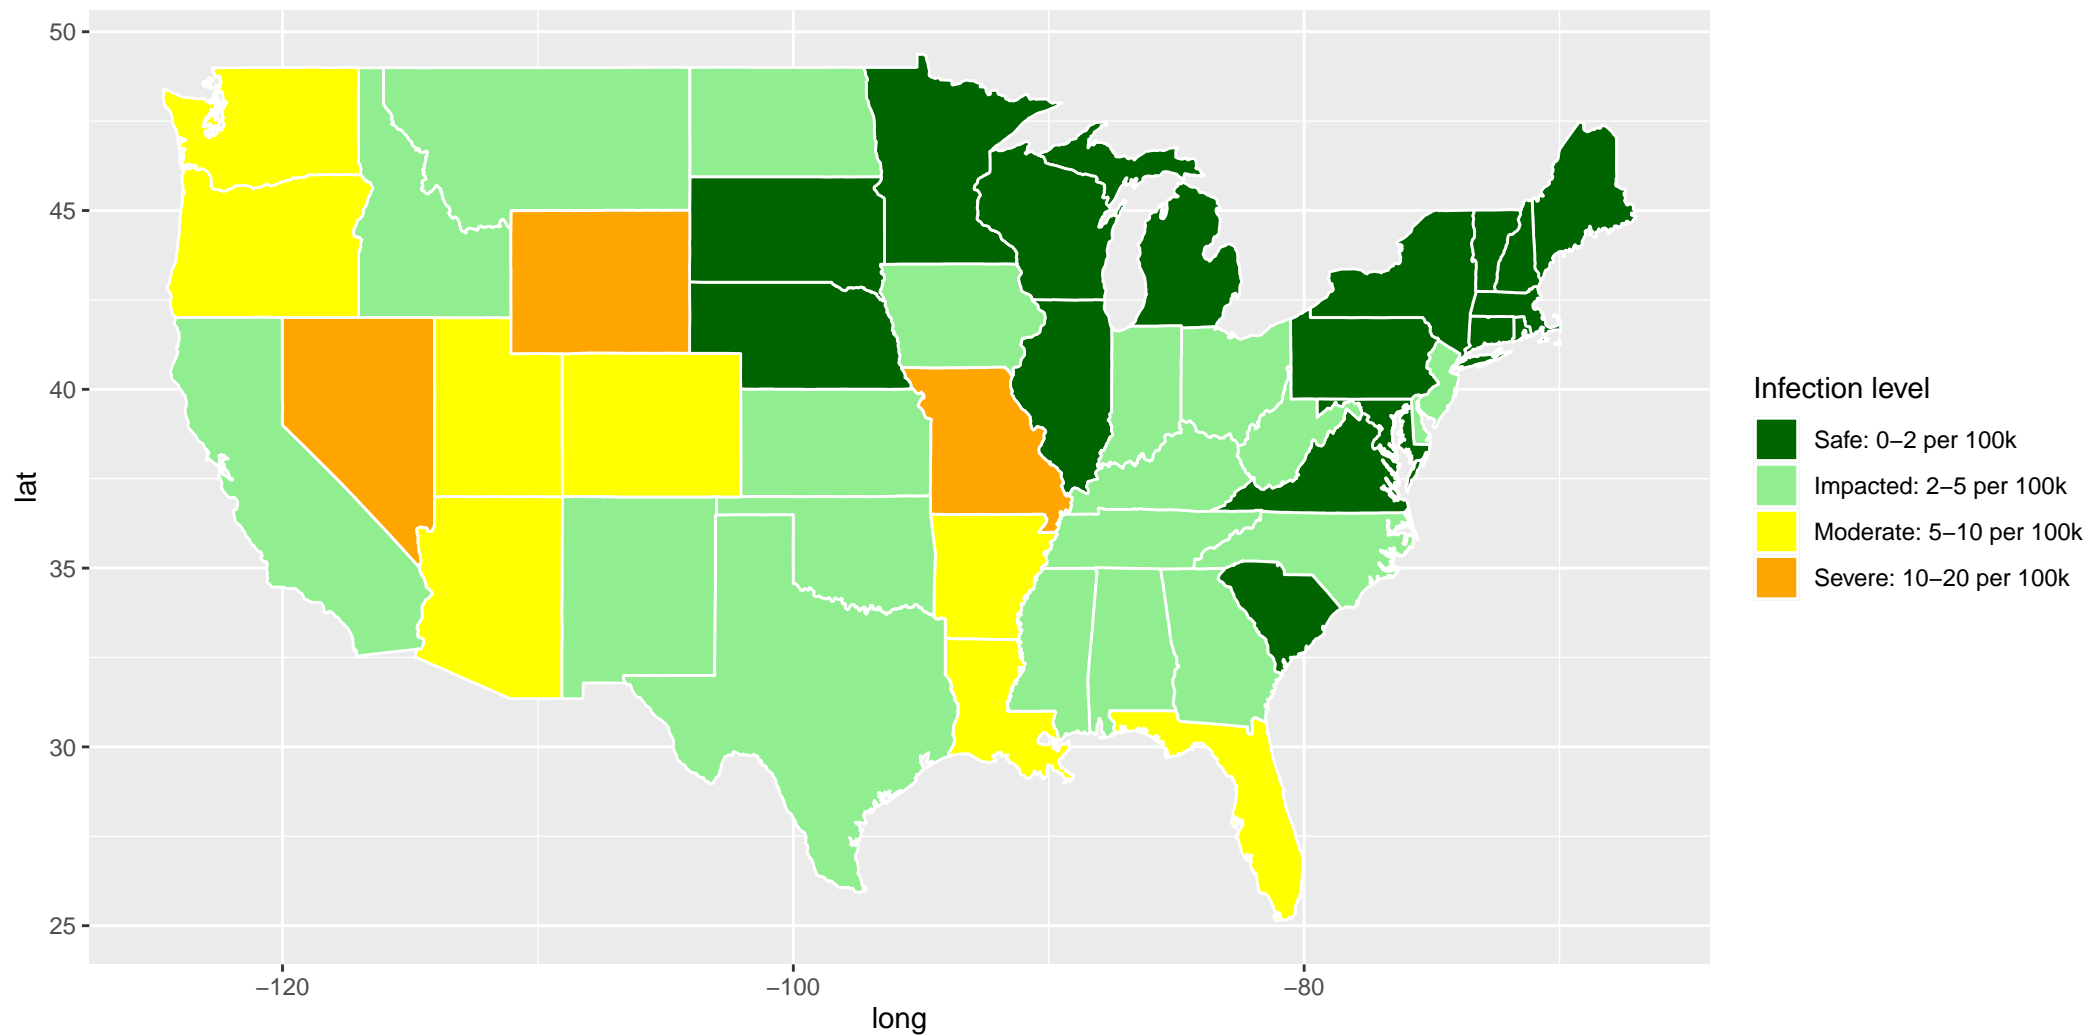 50
45
40
35
30
25
lat
−120
−100
−80
long
Infection level
Safe: 0−2 per 100k
Impacted: 2−5 per 100k
Moderate: 5−10 per 100k
Severe: 10−20 per 100k